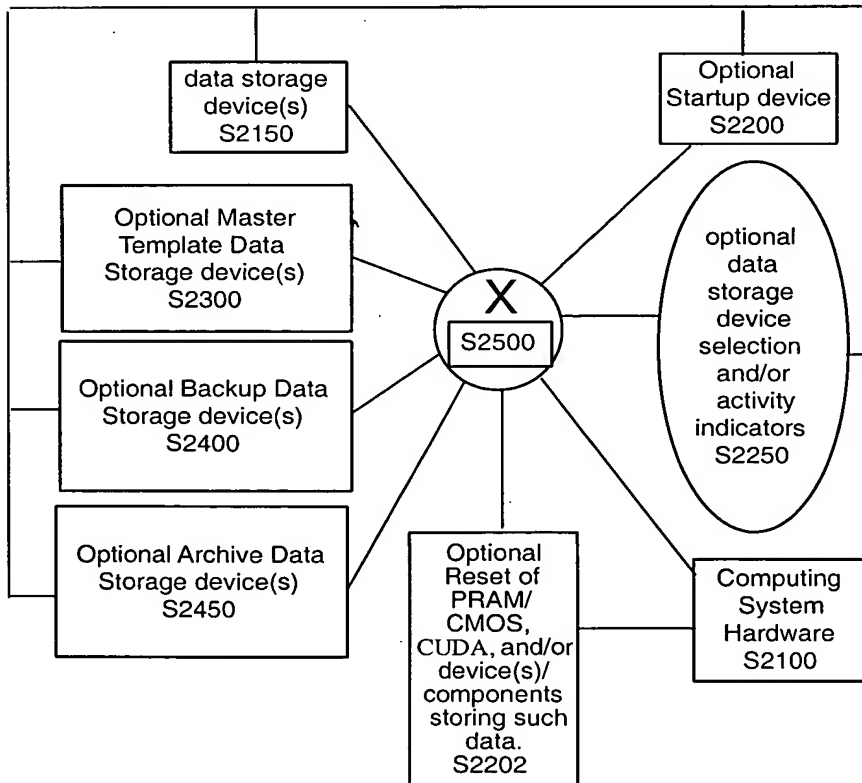 data storage
device(s)
S2150
Optional
Startup device
S2200
Optional Master
Template Data
Storage device(s)
S2300
X
S2500
optional
data
storage
device
selection
and/or
activity
indicators
S2250
Optional Backup Data
Storage device(s)
S2400
Optional Archive Data
Storage device(s)
S2450
Optional
Reset of
PRAM/
CMOS,
CUDA, and/or
device(s)/
components
storing such
data.
S2202
Computing
System
Hardware
S2100